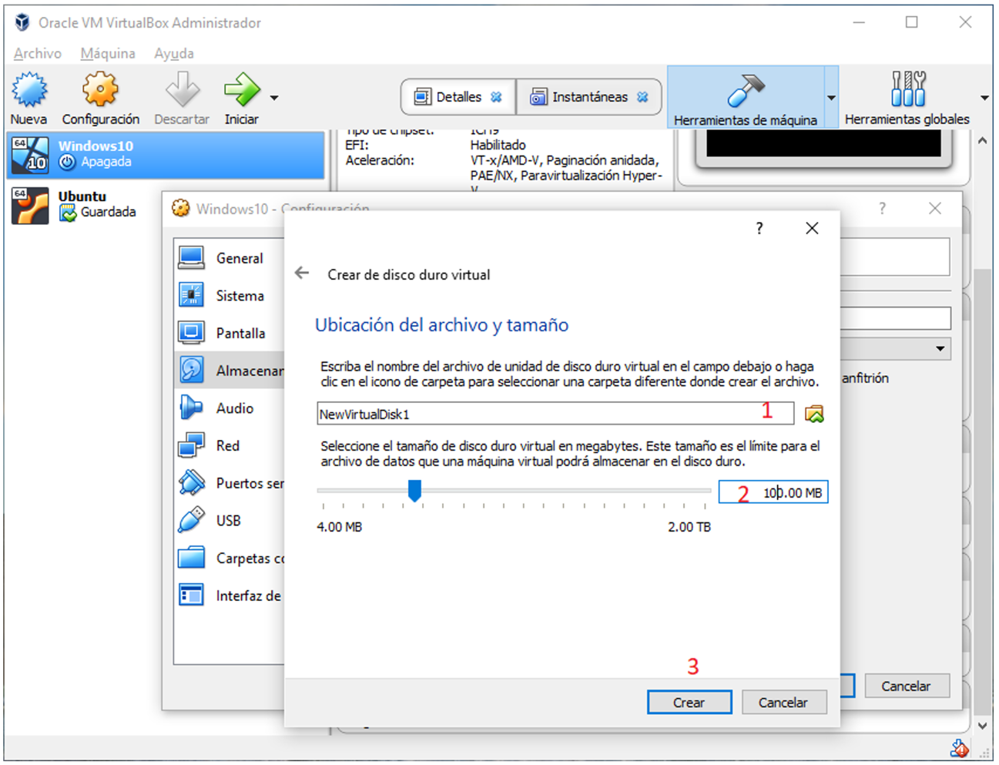 Oracle VM VirtualBox Administrador
Archivo Máquina Ayuda
Nueva Configuración Descartar Iniciar
Detalles Instantáneas
Herramientas de máquina Herramientas globales
64
10
Windows10
Apagada
64
Ubuntu
Guardada
Tipo de chipset: ICH9
EFI: Habilitado
Aceleración: VT-x/AMD-V, Paginación anidada,
PAE/NX, Paravirtualización Hyper-
V
Windows10 - Configuración ?
General
Sistema
Pantalla
Almacenar
Audio
Red
Puertos ser
USB
Carpetas co
Interfaz de
anfitrión
Cancelar
?
Crear de disco duro virtual
Ubicación del archivo y tamaño
Escriba el nombre del archivo de unidad de disco duro virtual en el campo debajo o haga
clic en el icono de carpeta para seleccionar una carpeta diferente donde crear el archivo.
NewVirtualDisk1 1
Seleccione el tamaño de disco duro virtual en megabytes. Este tamaño es el límite para el
archivo de datos que una máquina virtual podrá almacenar en el disco duro.
2 100.00 MB
4.00 MB 2.00 TB
3
Crear Cancelar